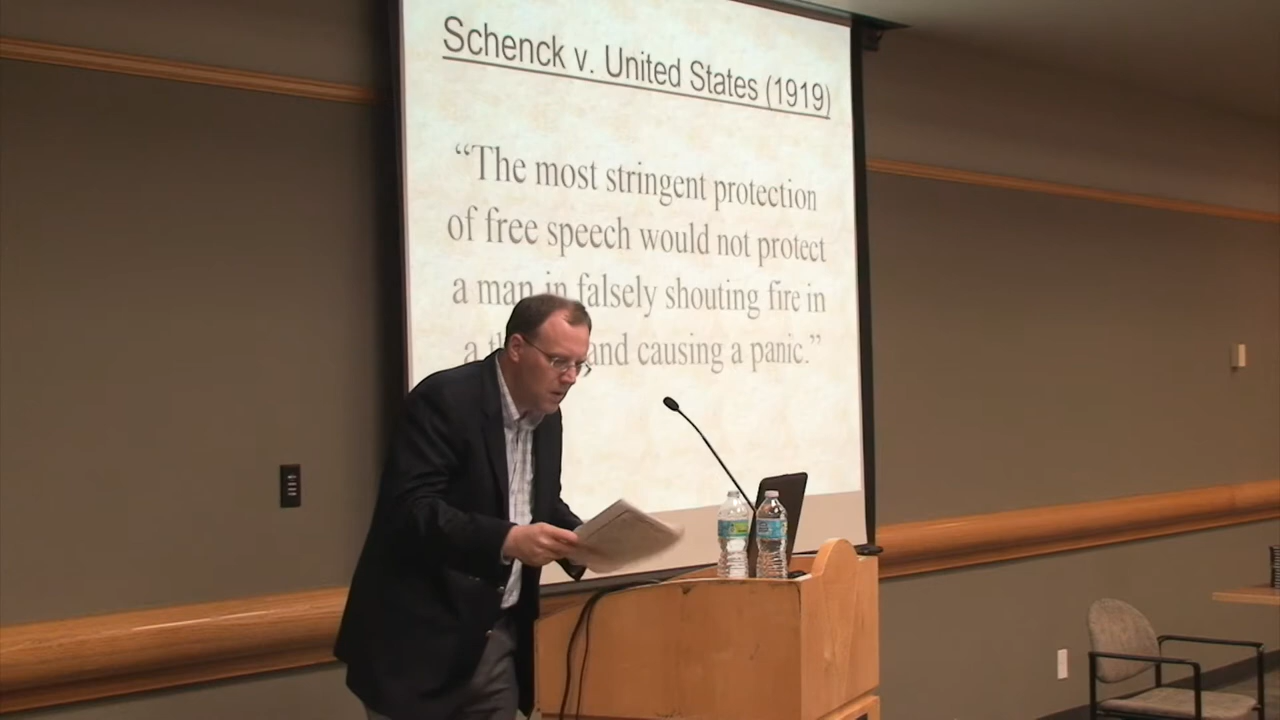 Schenck v. United States (1919)
“The most stringent protection
of free speech would not protect
a man in falsely shouting fire in
a and causing a panic.”